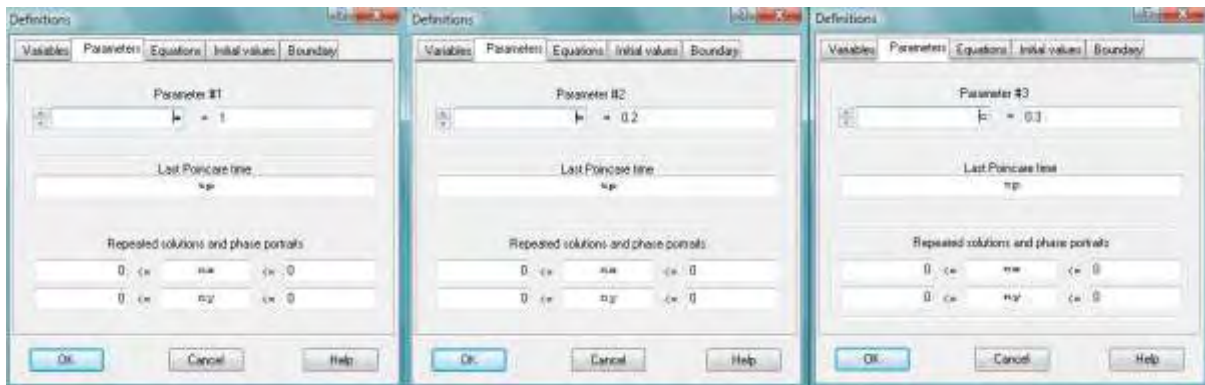 Definitions
Variables Parameters Equations Initial values Boundary
Parameter #1
= 1
Last Poincare time
Repeated solutions and phase portraits
0 <= <= 0
0 <= <= 0
OK Cancel Help
Definitions
Variables Parameters Equations Initial values Boundary
Parameter #2
= 0.2
Last Poincare time
Repeated solutions and phase portraits
0 <= <= 0
0 <= <= 0
OK Cancel Help
Definitions
Variables Parameters Equations Initial values Boundary
Parameter #3
= 0.3
Last Poincare time
Repeated solutions and phase portraits
0 <= <= 0
0 <= <= 0
OK Cancel Help